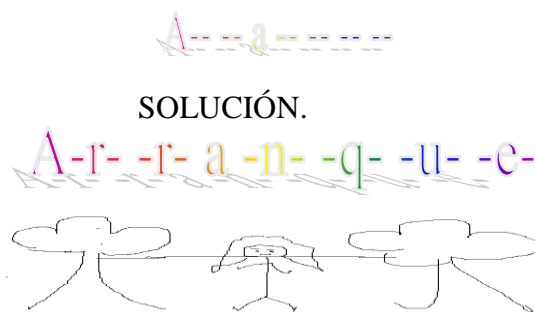 A-- -- a -- -- -- --
SOLUCIÓN.
A-r- -r- a -n- -q- -u- -e-